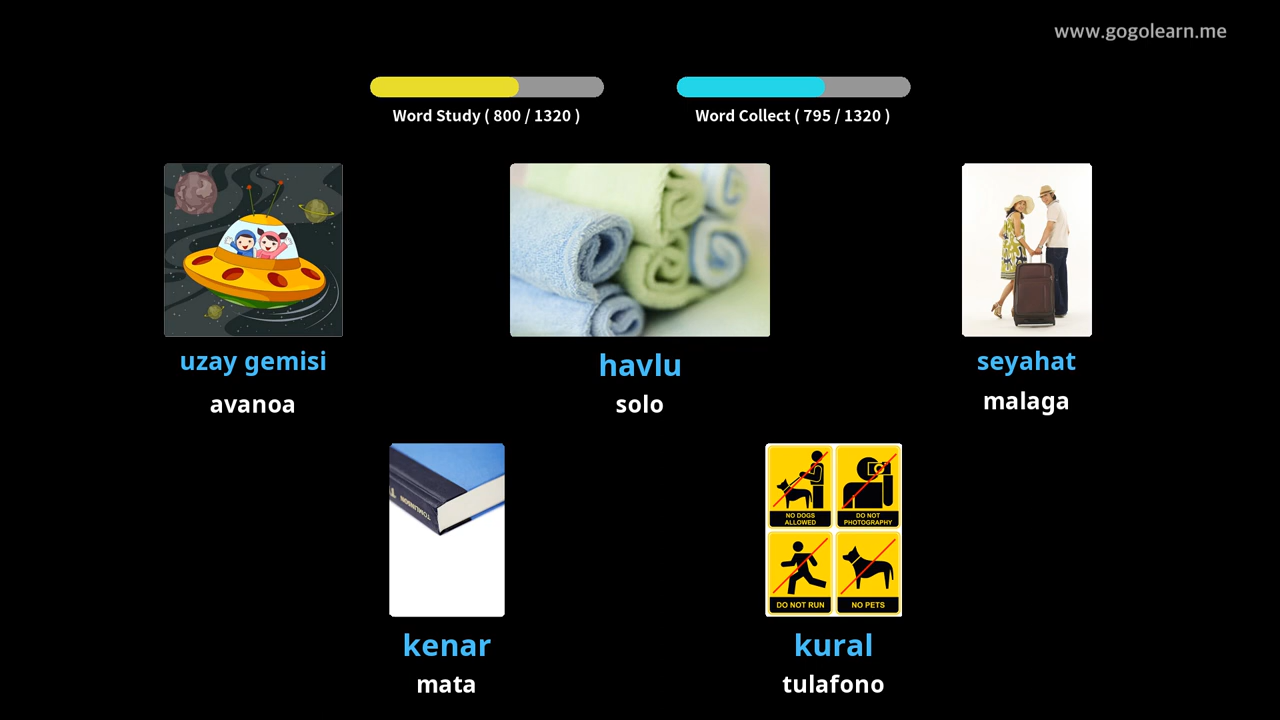 www.gogolearn.me
Word Study ( 800 / 1320 )
Word Collect ( 795 / 1320 )
uzay gemisi
avanoa
havlu
solo
seyahat
malaga
TOMLINSON
NO DOGS
ALLOWED
DO NOT
PHOTOGRAPHY
DO NOT RUN
NO PETS
kenar
mata
kural
tulafono